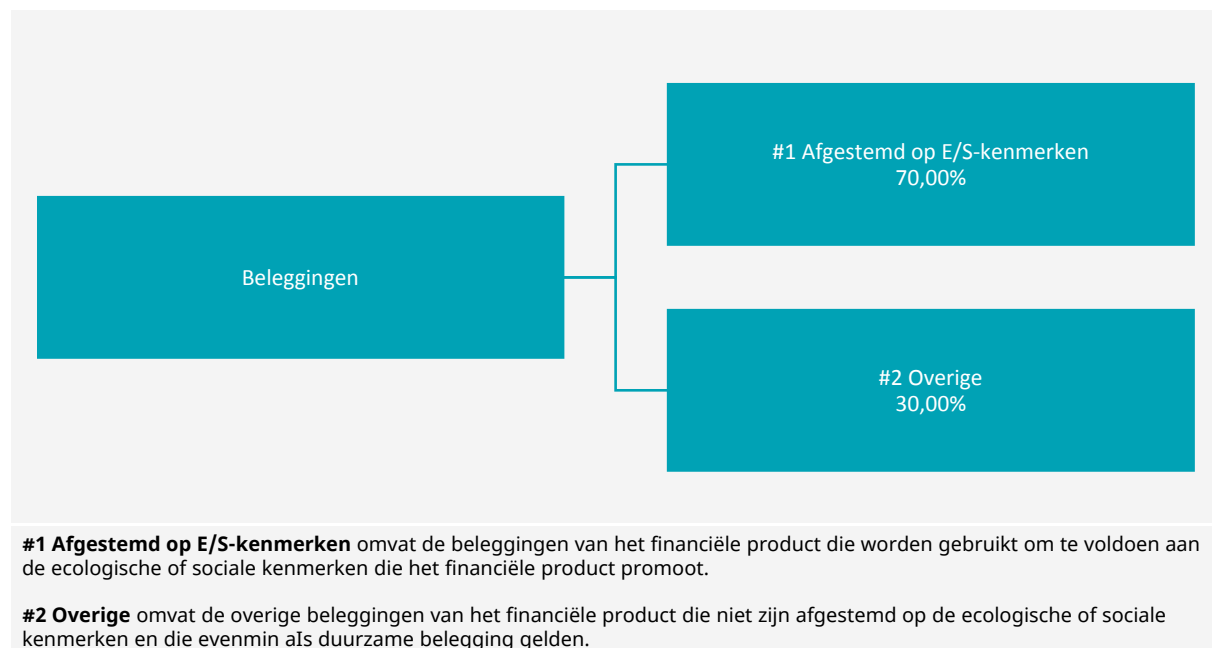 #1 Afgestemd op E/S-kenmerken
70,00%
Beleggingen
#2 Overige
30,00%
#1 Afgestemd op E/S-kenmerken omvat de beleggingen van het financiële product die worden gebruikt om te voldoen aan
de ecologische of sociale kenmerken die het financiële product promoot.
#2 Overige omvat de overige beleggingen van het financiële product die niet zijn afgestemd op de ecologische of sociale
kenmerken en die evenmin aIs duurzame belegging gelden.